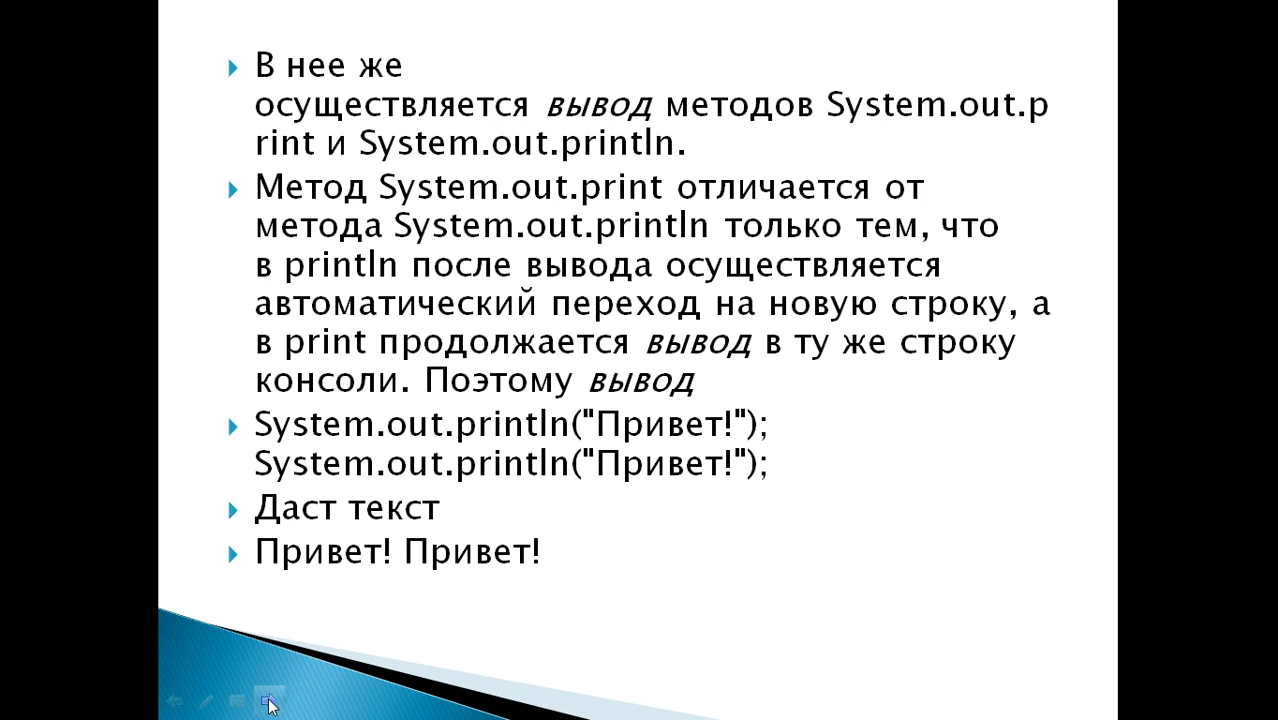 В нее же
осуществляется вывод методов System.out.p
rint и System.out.println.
Метод System.out.print отличается от
метода System.out.println только тем, что
в println после вывода осуществляется
автоматический переход на новую строку, а
в print продолжается вывод в ту же строку
консоли. Поэтому вывод
System.out.println("Привет!");
System.out.println("Привет!");
Даст текст
Привет! Привет!